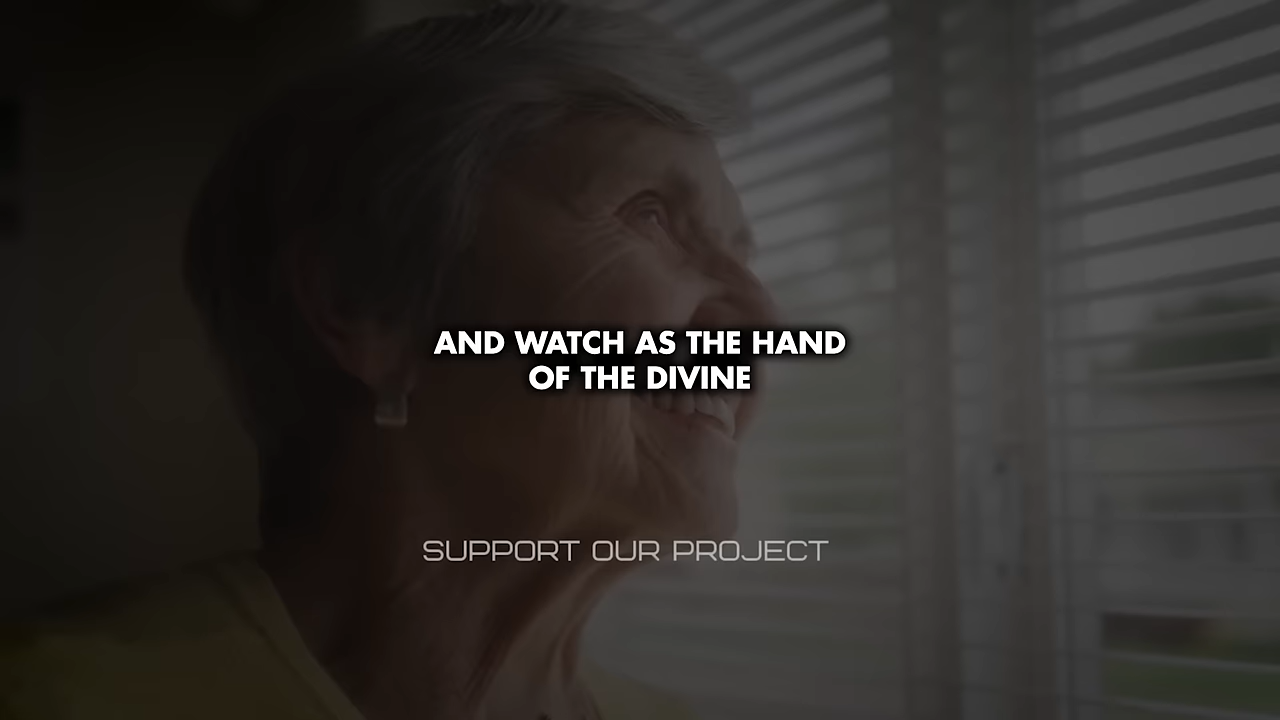 AND WATCH AS THE HAND
OF THE DIVINE
SUPPORT OUR PROJECT